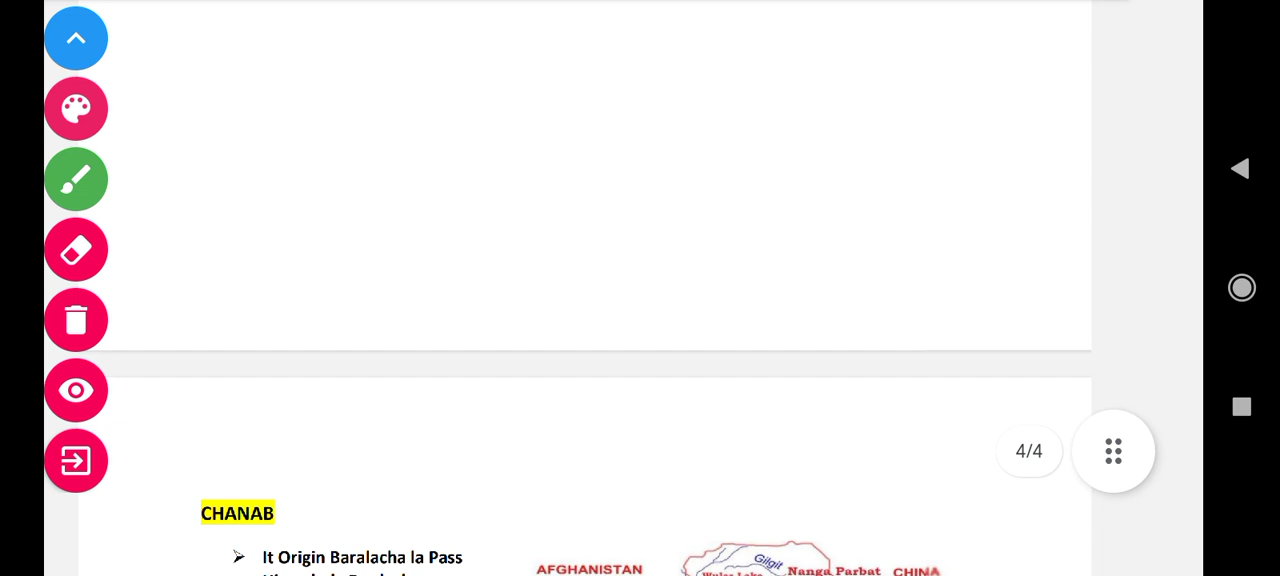 4/4
CHANAB
It Origin Baralacha la Pass
AFGHANISTAN
Gilgit
Nanga Parbat
CHINA